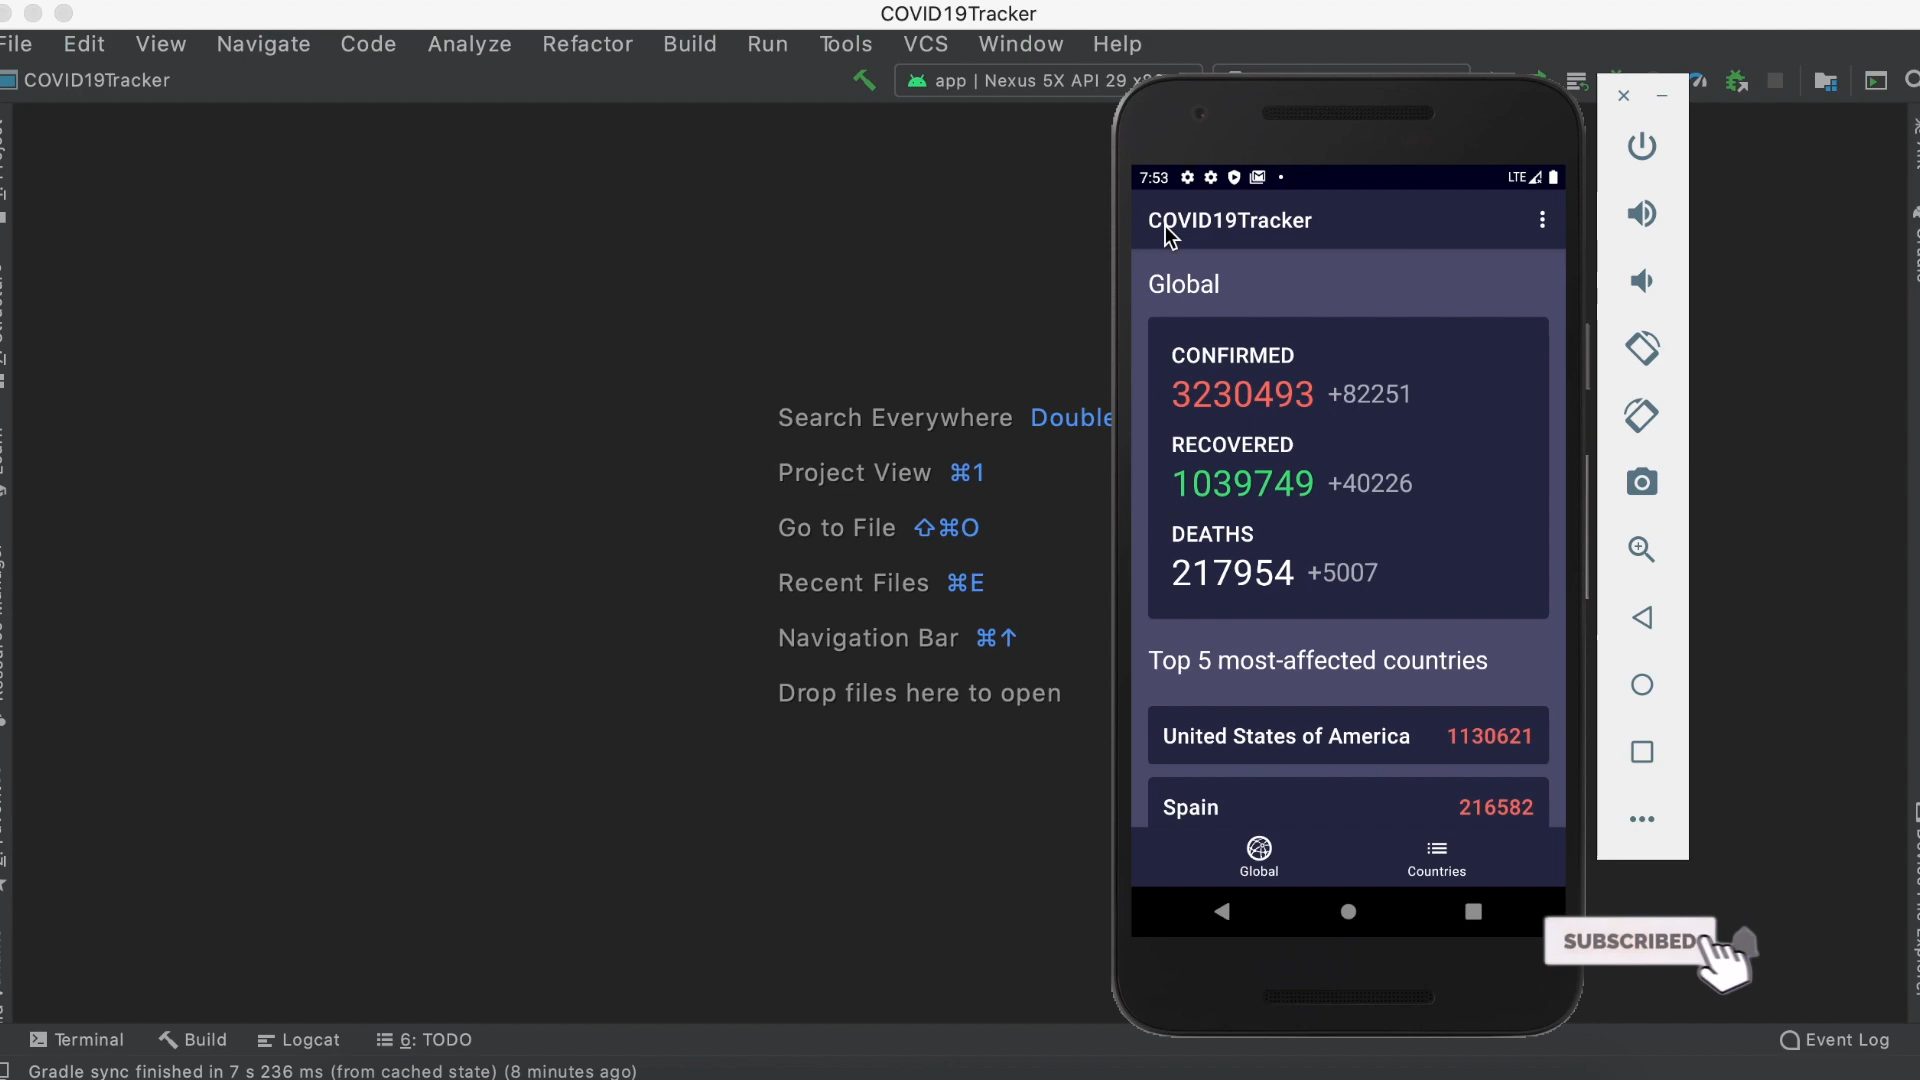 COVID19Tracker
File Edit View Navigate Code Analyze Refactor Build Run Tools VCS Window Help
COVID19Tracker
app | Nexus 5X API 29
Search Everywhere Double
Project View ⌘1
Go to File ⇧⌘O
Recent Files ⌘E
Navigation Bar ⌘↑
Drop files here to open
7:53 LTE
COVID19Tracker
Global
CONFIRMED
3230493 +82251
RECOVERED
1039749 +40226
DEATHS
217954 +5007
Top 5 most-affected countries
United States of America 1130621
Spain 216582
Global Countries
SUBSCRIBED
Terminal Build Logcat 6: TODO Event Log
Gradle sync finished in 7 s 236 ms (from cached state) (8 minutes ago)